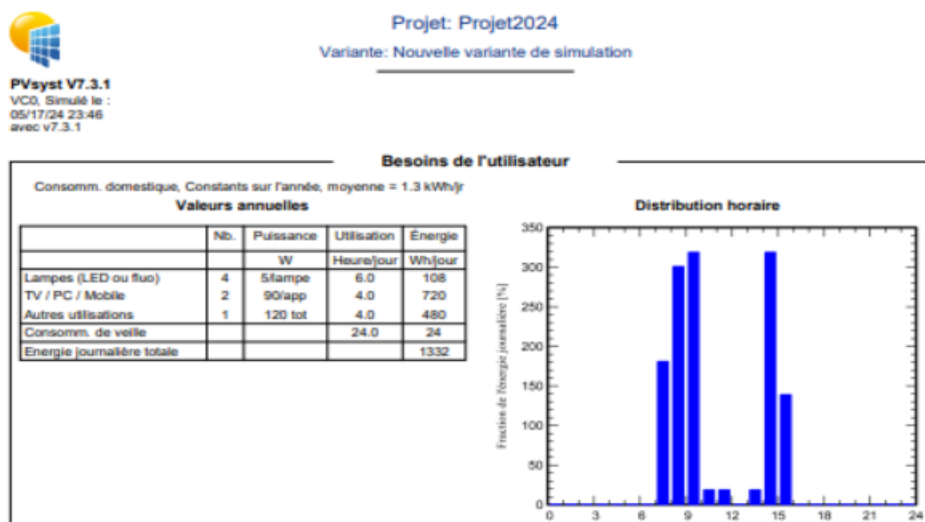 Projet: Projet2024
Variante: Nouvelle variante de simulation
PVsyst V7.3.1
VC0, Simulé le :
05/17/24 23:46
avec v7.3.1
Besoins de l'utilisateur
Consomm. domestique, Constants sur l'année, moyenne = 1.3 kWh/jr
Valeurs annuelles
Nb. Puissance Utilisation Énergie
W Heure/jour Wh/jour
Lampes (LED ou fluo) 4 5/lampe 6.0 108
TV / PC / Mobile 2 90/app 4.0 720
Autres utilisations 1 120 tot 4.0 480
Consomm. de veille 24.0 24
Energie journalière totale 1332
Distribution horaire
Fraction de l'énergie journalière [%]
350
300
250
200
150
100
50
0
0 3 6 9 12 15 18 21 24